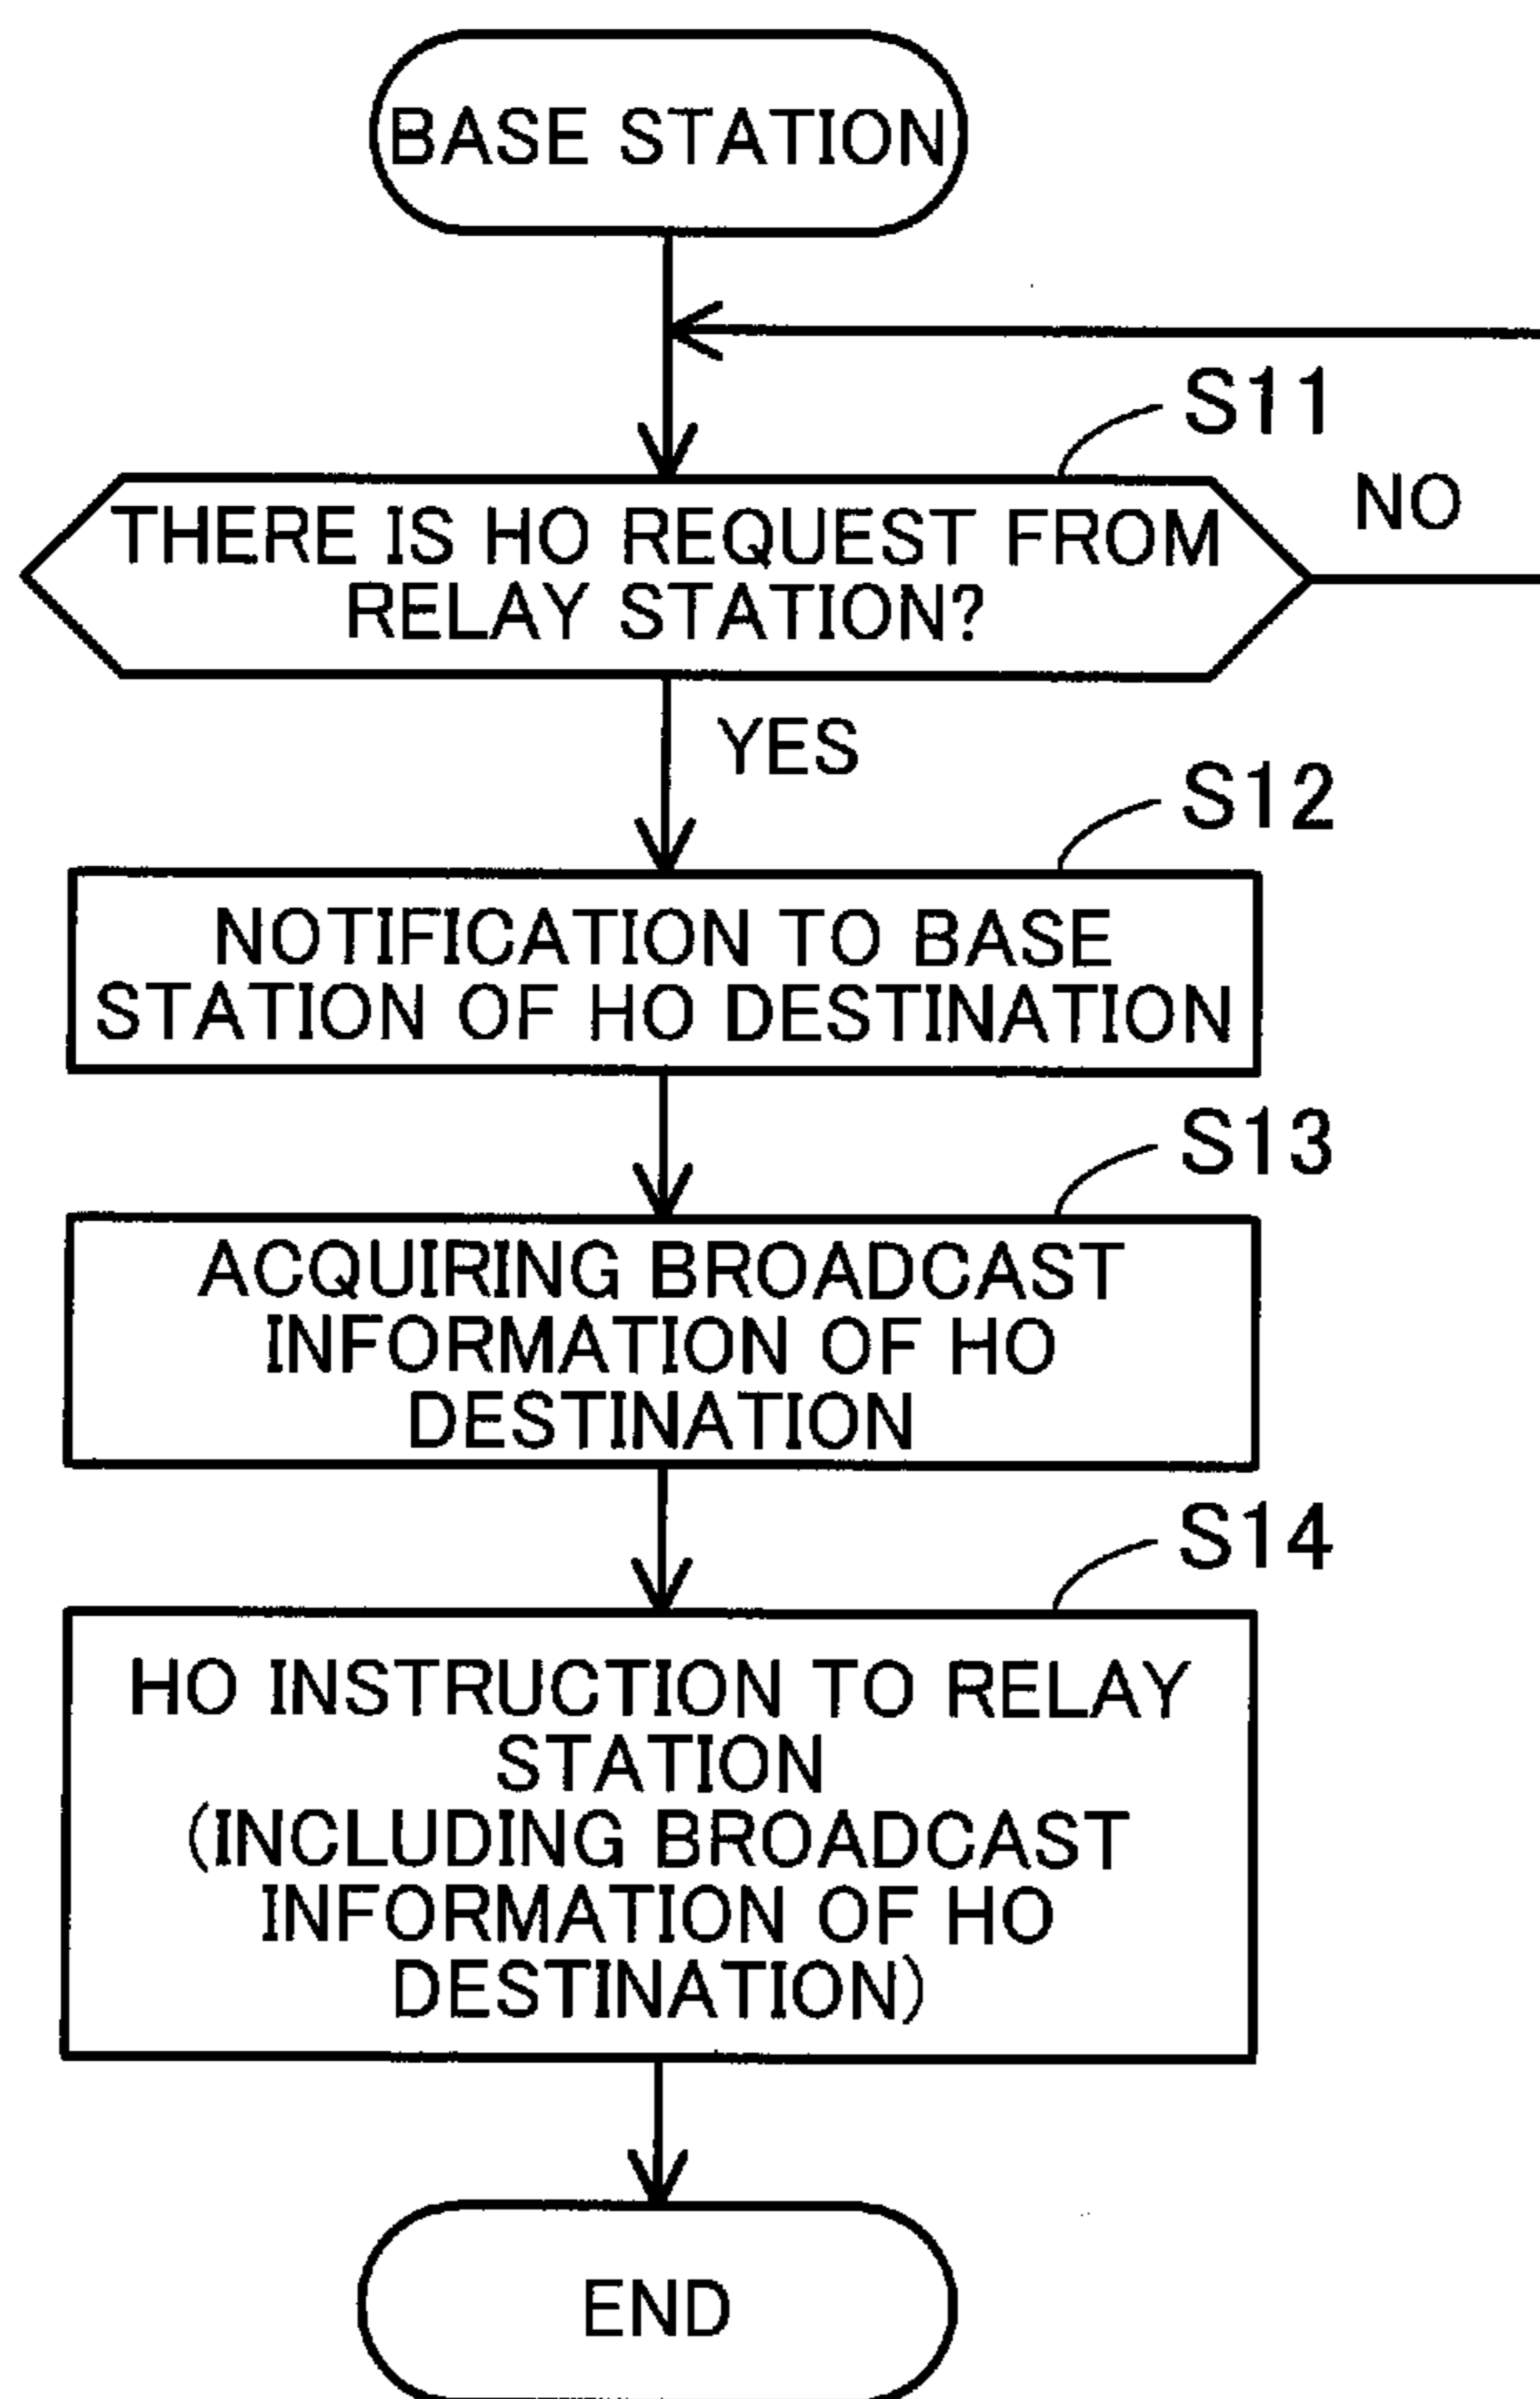 BASE STATION
S11
THERE IS HO REQUEST FROM
RELAY STATION?
NO
YES
S12
NOTIFICATION TO BASE
STATION OF HO DESTINATION
S13
ACQUIRING BROADCAST
INFORMATION OF HO
DESTINATION
S14
HO INSTRUCTION TO RELAY
STATION
(INCLUDING BROADCAST
INFORMATION OF HO
DESTINATION)
END